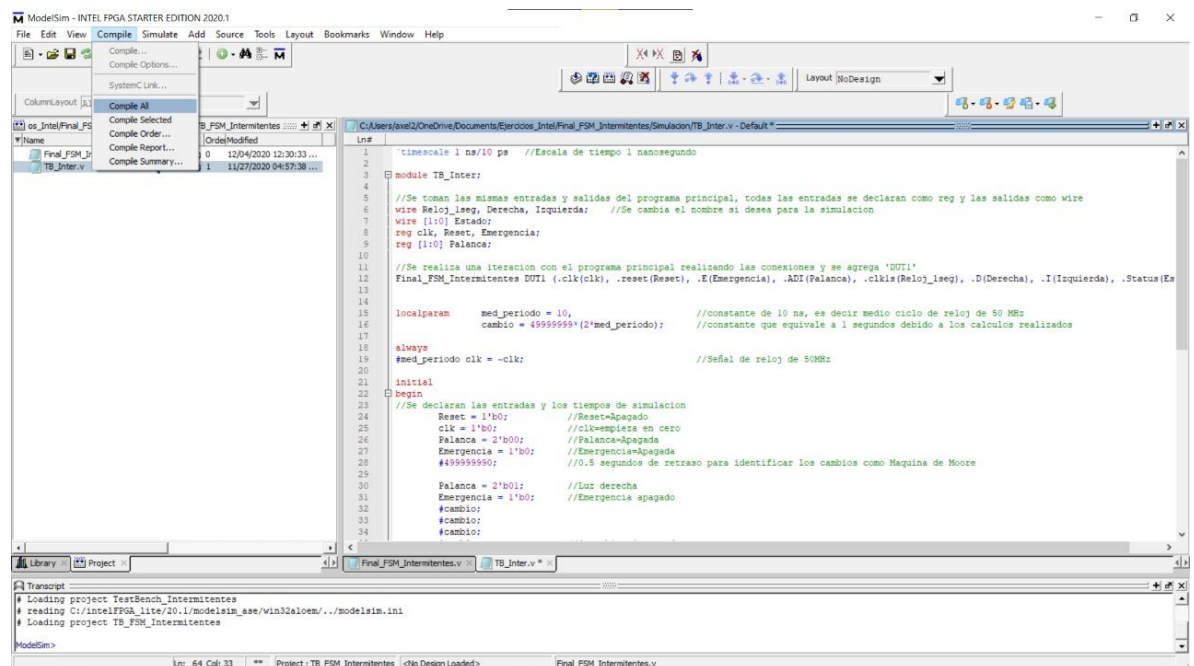 ModelSim - INTEL FPGA STARTER EDITION 2020.1
File Edit View Compile Simulate Add Source Tools Layout Bookmarks Window Help
Compile...
Compile Options...
SystemC Link...
Compile All
Compile Selected
Compile Order...
Compile Report...
Compile Summary...
Layout NoDesign
ColumnLayout
os_Intel/Final_FS
B_FSM_Intermitentes
C:/Users/axel2/OneDrive/Documents/Ejercicios_Intel/Final_FSM_Intermitentes/Simulacion/TB_Inter.v - Default *
Name
Order Modified
Final_FSM_Ir
0 12/04/2020 12:30:33 ...
TB_Inter.v
1 11/27/2020 04:57:38 ...
Ln#
1 `timescale 1 ns/10 ps //Escala de tiempo 1 nanosegundo
2
3 module TB_Inter;
4
5 //Se toman las mismas entradas y salidas del programa principal, todas las entradas se declaran como reg y las salidas como wire
6 wire Reloj_1seg, Derecha, Izquierda; //Se cambia el nombre si desea para la simulacion
7 wire [1:0] Estado;
8 reg clk, Reset, Emergencia;
9 reg [1:0] Palanca;
10
11 //Se realiza una iteracion con el programa principal realizando las conexiones y se agrega 'DUT1'
12 Final_FSM_Intermitentes DUT1 (.clk(clk), .reset(Reset), .E(Emergencia), .ADI(Palanca), .clk1s(Reloj_1seg), .D(Derecha), .I(Izquierda), .Status(Es
13
14
15 localparam med_periodo = 10, //constante de 10 ns, es decir medio ciclo de reloj de 50 MHz
16 cambio = 49999999*(2*med_periodo); //constante que equivale a 1 segundos debido a los calculos realizados
17
18 always
19 #med_periodo clk = ~clk; //Señal de reloj de 50MHz
20
21 initial
22 begin
23 //Se declaran las entradas y los tiempos de simulacion
24 Reset = 1'b0; //Reset=Apagado
25 clk = 1'b0; //clk=empieza en cero
26 Palanca = 2'b00; //Palanca=Apagada
27 Emergencia = 1'b0; //Emergencia=Apagada
28 #499999990; //0.5 segundos de retraso para identificar los cambios como Maquina de Moore
29
30 Palanca = 2'b01; //Luz derecha
31 Emergencia = 1'b0; //Emergencia apagado
32 #cambio;
33 #cambio;
34 #cambio;
Library Project
Final_FSM_Intermitentes.v TB_Inter.v *
Transcript
# Loading project TestBench_Intermitentes
# reading C:/intelFPGA_lite/20.1/modelsim_ase/win32aloem/../modelsim.ini
# Loading project TB_FSM_Intermitentes
ModelSim>
Ln: 64 Col: 33 ** Project : TB_FSM_Intermitentes <No Design Loaded> Final_FSM_Intermitentes.v